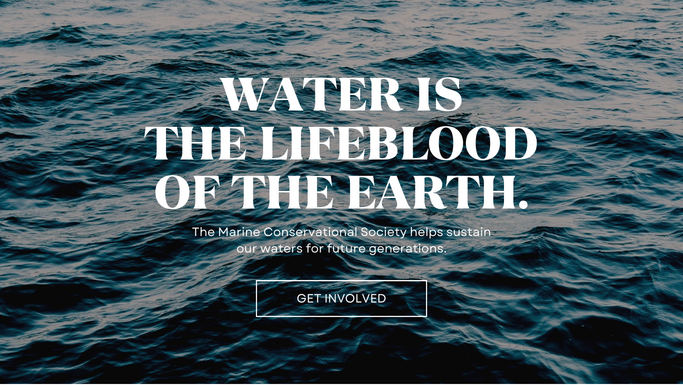 WATER IS
THE LIFEBLOOD
OF THE EARTH.
The Marine Conservational Society helps sustain
our waters for future generations.
GET INVOLVED